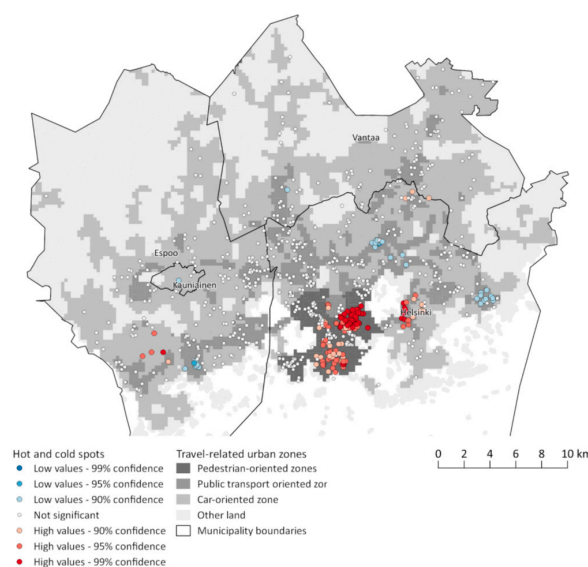 Vantaa
Espoo
Kauniainen
Helsinki
Hot and cold spots
Low values - 99% confidence
Low values - 95% confidence
Low values - 90% confidence
Not significant
High values - 90% confidence
High values - 95% confidence
High values - 99% confidence
Travel-related urban zones
Pedestrian-oriented zones
Public transport oriented zor
Car-oriented zone
Other land
Municipality boundaries
0 2 4 6 8 10 km